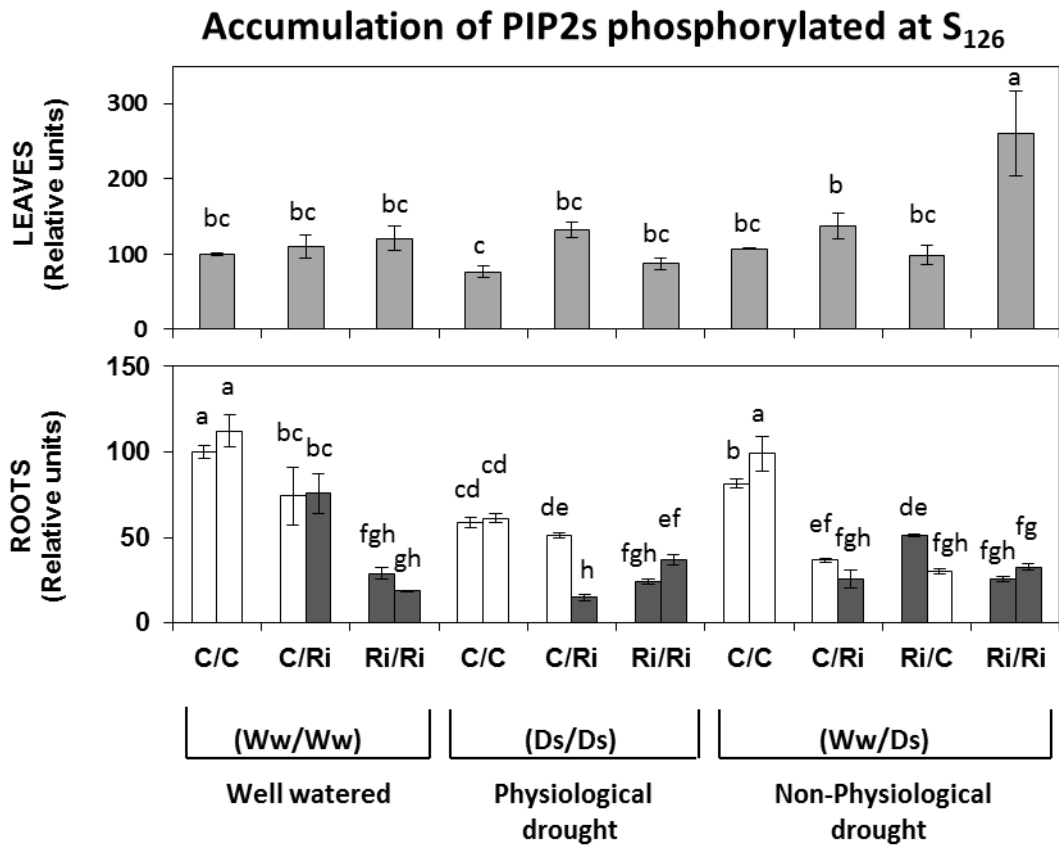 Accumulation of PIP2s phosphorylated at S126
LEAVES
(Relative units)
300
200
100
0
bc
bc
bc
c
bc
bc
bc
b
bc
a
ROOTS
(Relative units)
150
100
50
0
a
a
bc
bc
fgh
gh
cd
cd
de
h
fgh
ef
b
a
ef
fgh
de
fgh
fgh
fg
C/C C/Ri Ri/Ri C/C C/Ri Ri/Ri C/C C/Ri Ri/C Ri/Ri
(Ww/Ww) (Ds/Ds) (Ww/Ds)
Well watered Physiological Non-Physiological
drought drought